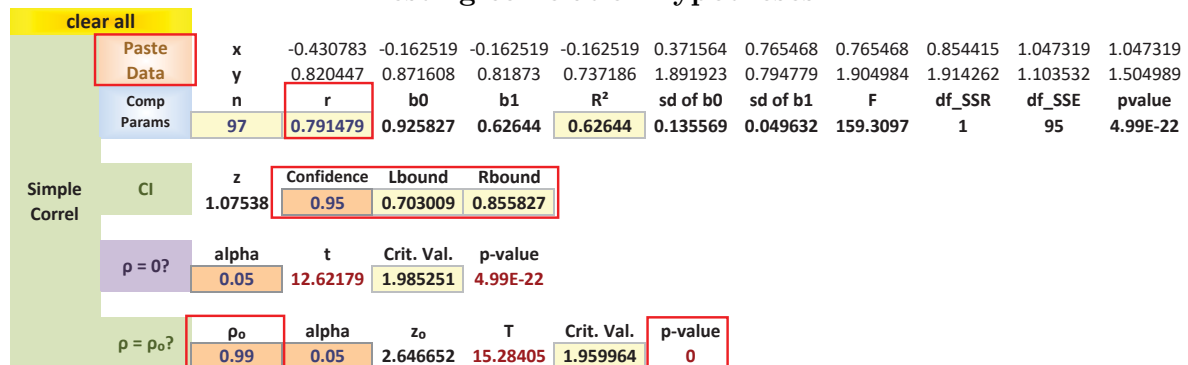 clear all
Paste Data x -0.430783 -0.162519 -0.162519 -0.162519 0.371564 0.765468 0.765468 0.854415 1.047319 1.047319
y 0.820447 0.871608 0.81873 0.737186 1.891923 0.794779 1.904984 1.914262 1.103532 1.504989
Comp Params n r b0 b1 R² sd of b0 sd of b1 F df_SSR df_SSE pvalue
97 0.791479 0.925827 0.62644 0.62644 0.135569 0.049632 159.3097 1 95 4.99E-22
Simple Correl
CI z Confidence Lbound Rbound
1.07538 0.95 0.703009 0.855827
ρ = 0? alpha t Crit. Val. p-value
0.05 12.62179 1.985251 4.99E-22
ρ = ρ₀? ρ₀ alpha z₀ T Crit. Val. p-value
0.99 0.05 2.646652 15.28405 1.959964 0